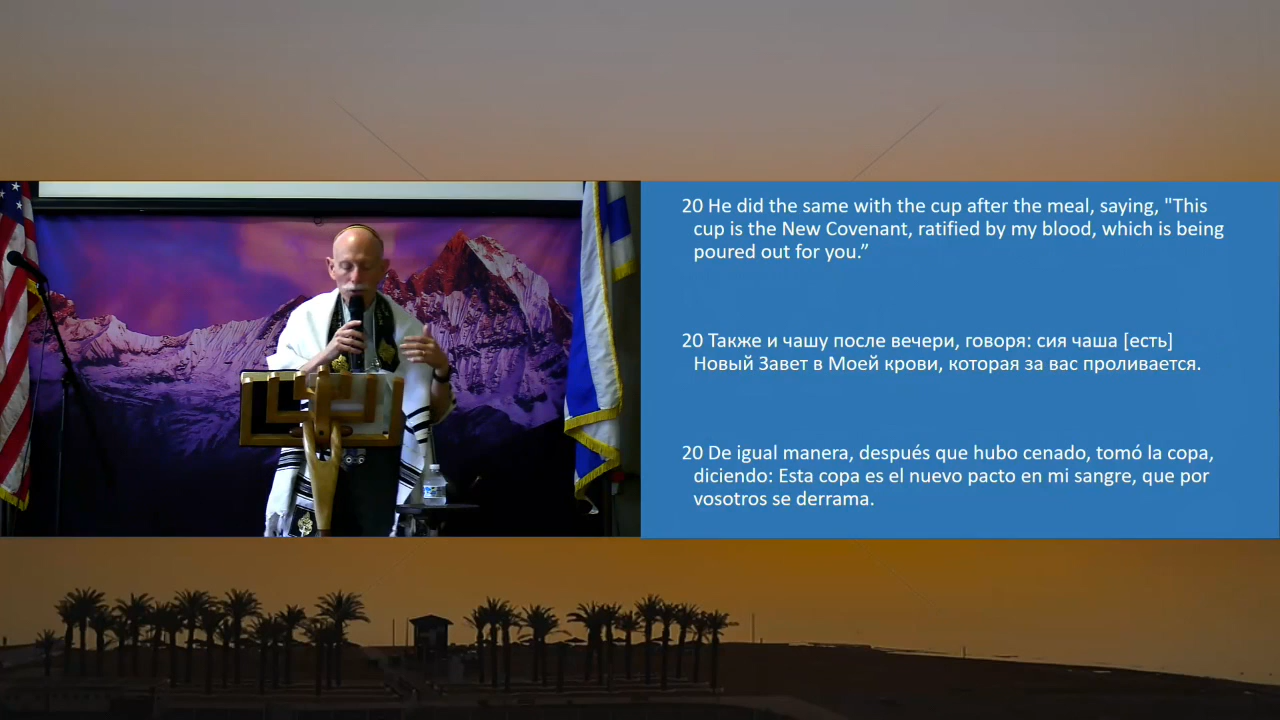 20 He did the same with the cup after the meal, saying, "This
cup is the New Covenant, ratified by my blood, which is being
poured out for you.”
20 Также и чашу после вечери, говоря: сия чаша [есть]
Новый Завет в Моей крови, которая за вас проливается.
20 De igual manera, después que hubo cenado, tomó la copa,
diciendo: Esta copa es el nuevo pacto en mi sangre, que por
vosotros se derrama.